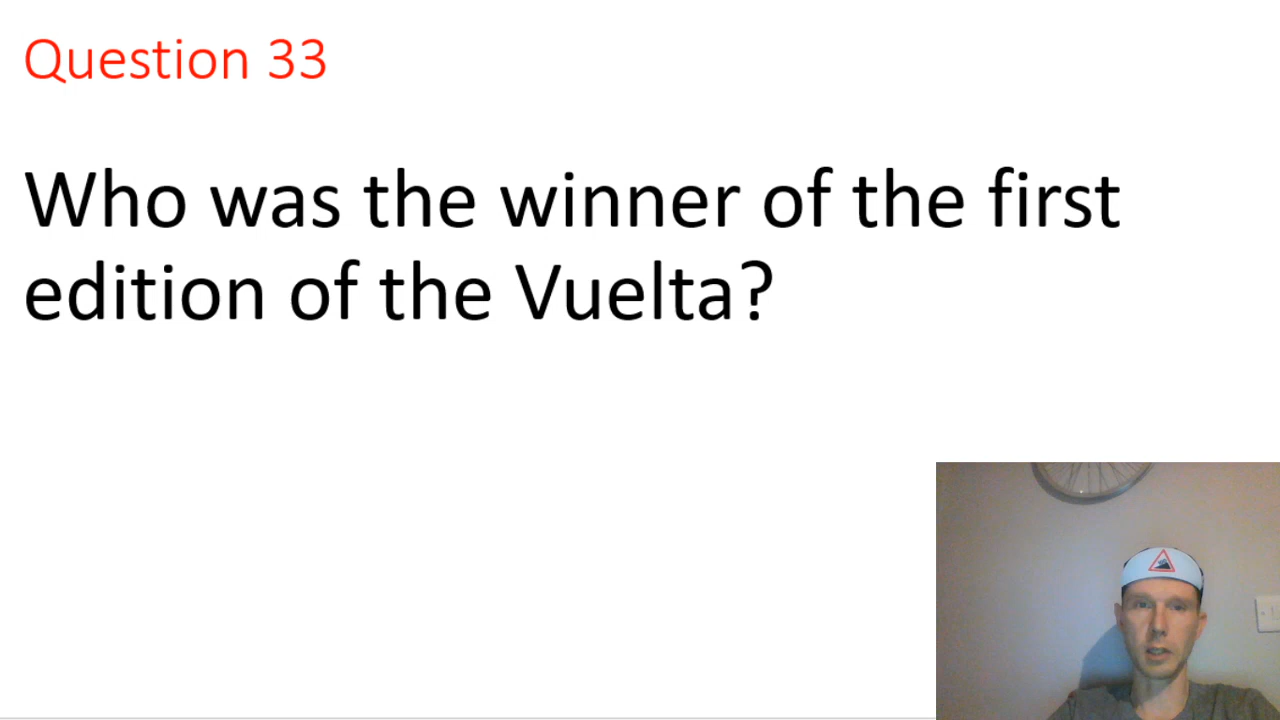 Question 33
Who was the winner of the first
edition of the Vuelta?